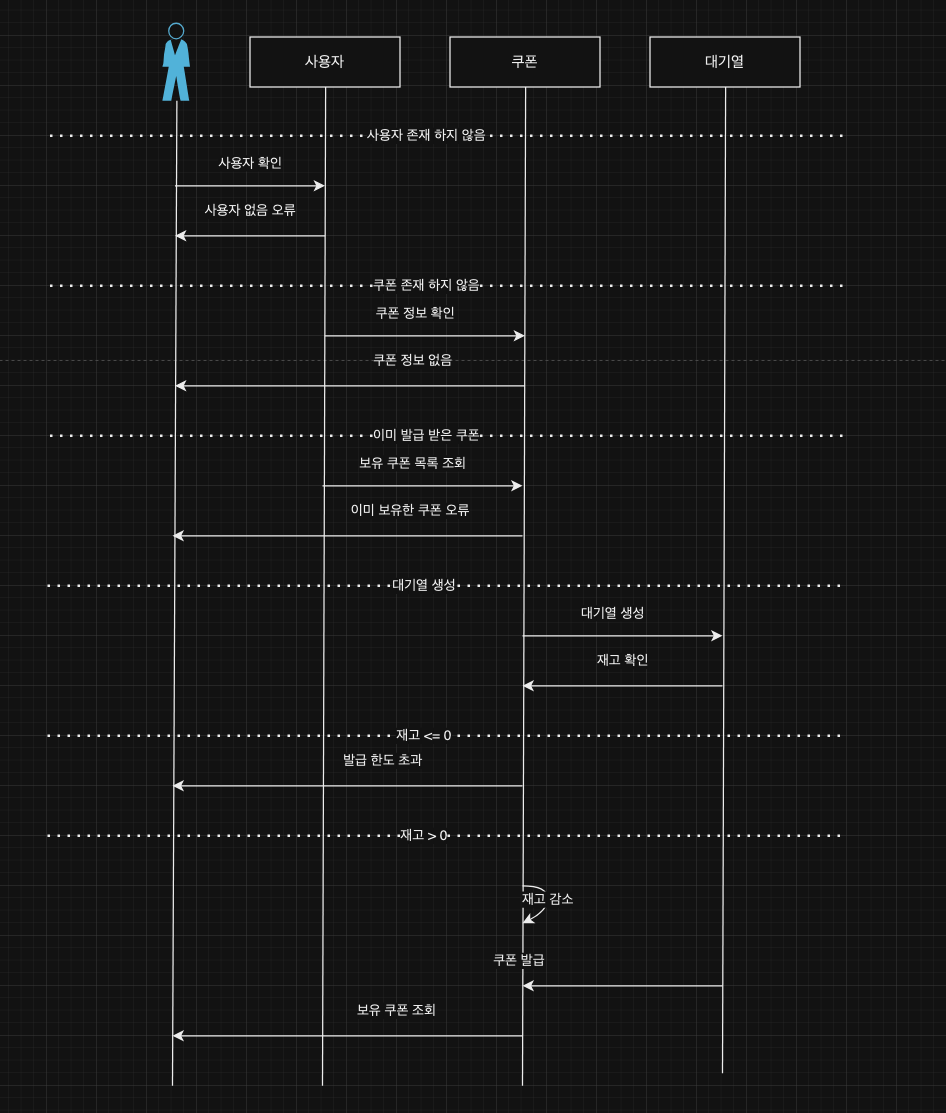 사용자
쿠폰
대기열
사용자 존재 하지 않음
사용자 확인
사용자 없음 오류
쿠폰 존재 하지 않음
쿠폰 정보 확인
쿠폰 정보 없음
이미 발급 받은 쿠폰
보유 쿠폰 목록 조회
이미 보유한 쿠폰 오류
대기열 생성
대기열 생성
재고 확인
재고 <= 0
발급 한도 초과
재고 > 0
재고 감소
쿠폰 발급
보유 쿠폰 조회